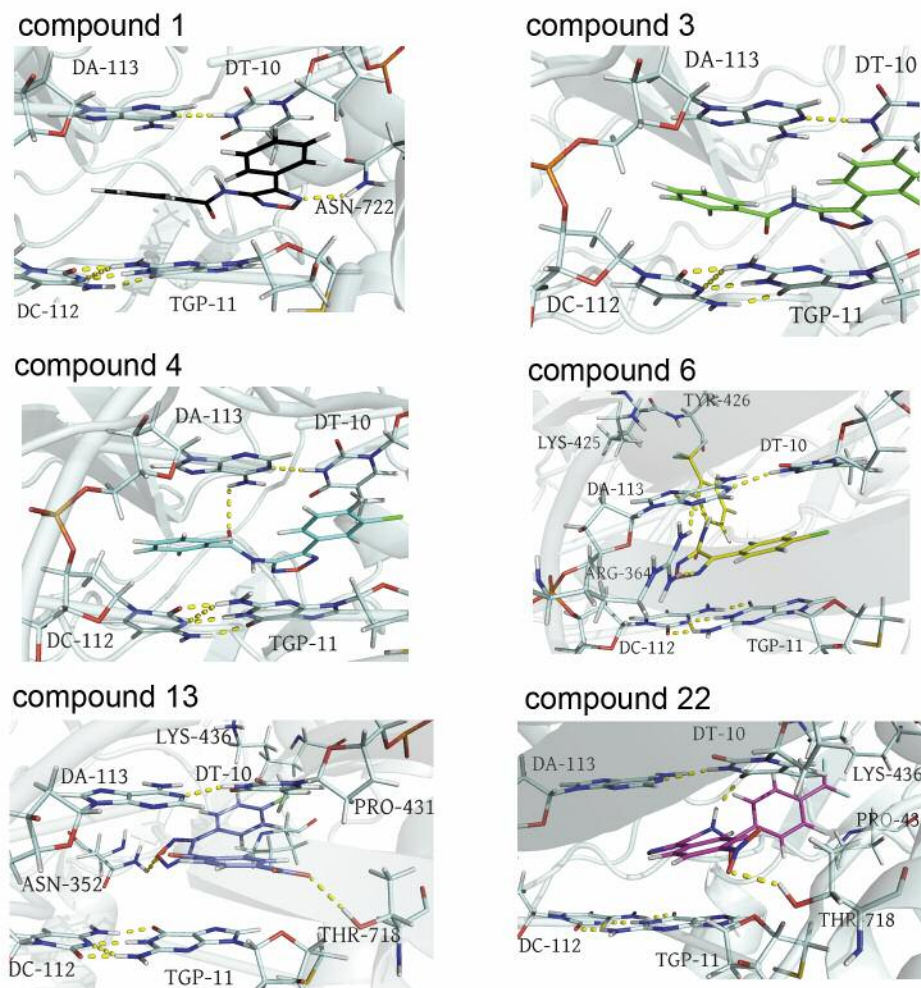 compound 1
DA-113
DT-10
ASN-722
DC-112
TGP-11
compound 3
DA-113
DT-10
DC-112
TGP-11
compound 4
DA-113
DT-10
DC-112
TGP-11
compound 6
TYR-426
LYS-425
DT-10
DA-113
ARG-364
DC-112
TGP-11
compound 13
LYS-436
DA-113
DT-10
PRO-431
ASN-352
THR-718
DC-112
TGP-11
compound 22
DT-10
DA-113
LYS-436
PRO-43
THR-718
DC-112
TGP-11